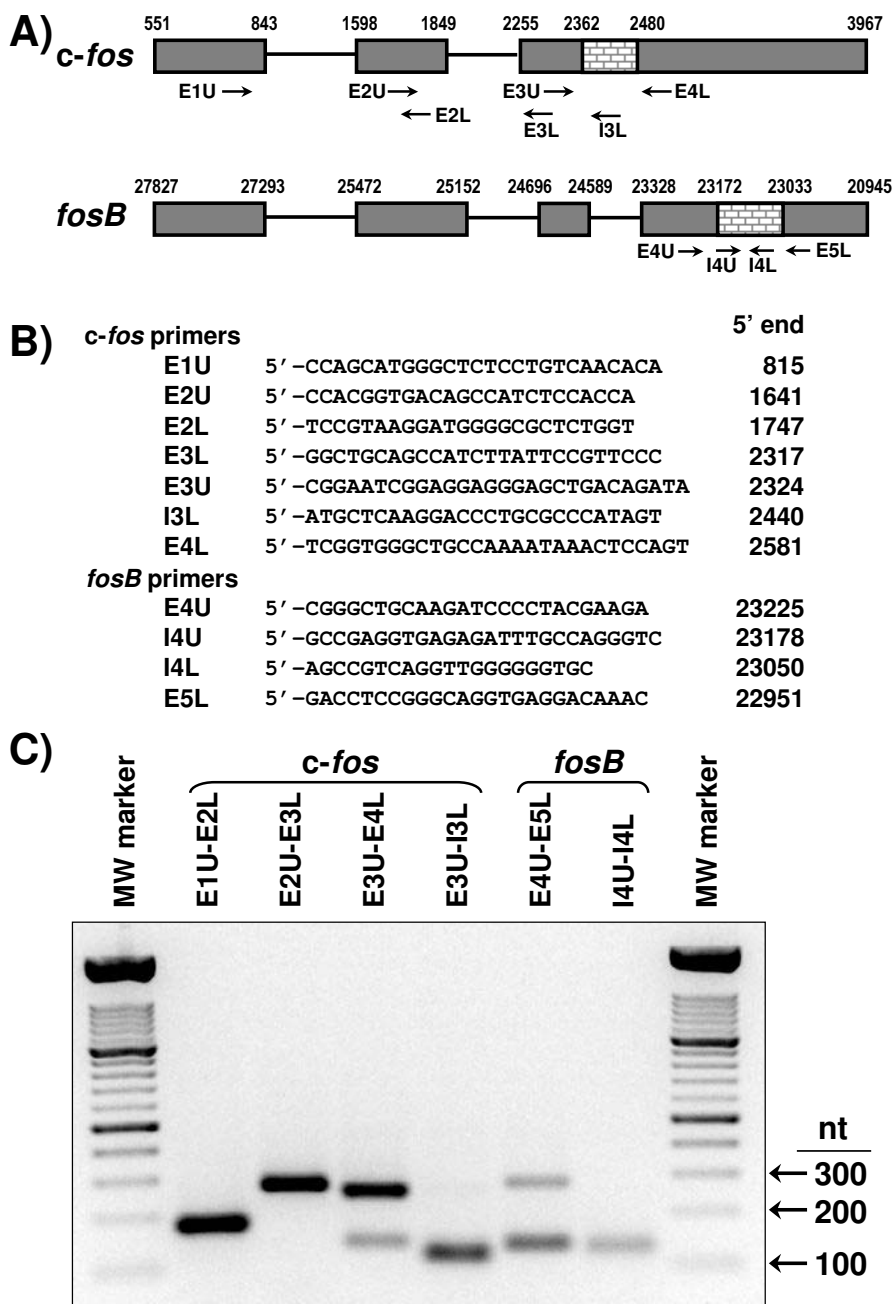 A)
551 843 1598 1849 2255 2362 2480 3967
c-fos
E1U E2U E3U E4L
E2L E3L I3L
27827 27293 25472 25152 24696 24589 23328 23172 23033 20945
fosB
E4U I4U I4L E5L
B)
c-fos primers 5’ end
E1U 5’–CCAGCATGGGCTCTCCTGTCAACACA 815
E2U 5’–CCACGGTGACAGCCATCTCCACCA 1641
E2L 5’–TCCGTAAGGATGGGGCGCTCTGGT 1747
E3L 5’–GGCTGCAGCCATCTTATTCCGTTCCC 2317
E3U 5’–CGGAATCGGAGGAGGGAGCTGACAGATA 2324
I3L 5’–ATGCTCAAGGACCCTGCGCCCATAGT 2440
E4L 5’–TCGGTGGGCTGCCAAAATAAACTCCAGT 2581
fosB primers
E4U 5’–CGGGCTGCAAGATCCCCTACGAAGA 23225
I4U 5’–GCCGAGGTGAGAGATTTGCCAGGGTC 23178
I4L 5’–AGCCGTCAGGTTGGGGGGTGC 23050
E5L 5’–GACCTCCGGGCAGGTGAGGACAAAC 22951
C)
c-fos fosB
MW marker
E1U-E2L
E2U-E3L
E3U-E4L
E3U-I3L
E4U-E5L
I4U-I4L
MW marker
nt
300
200
100